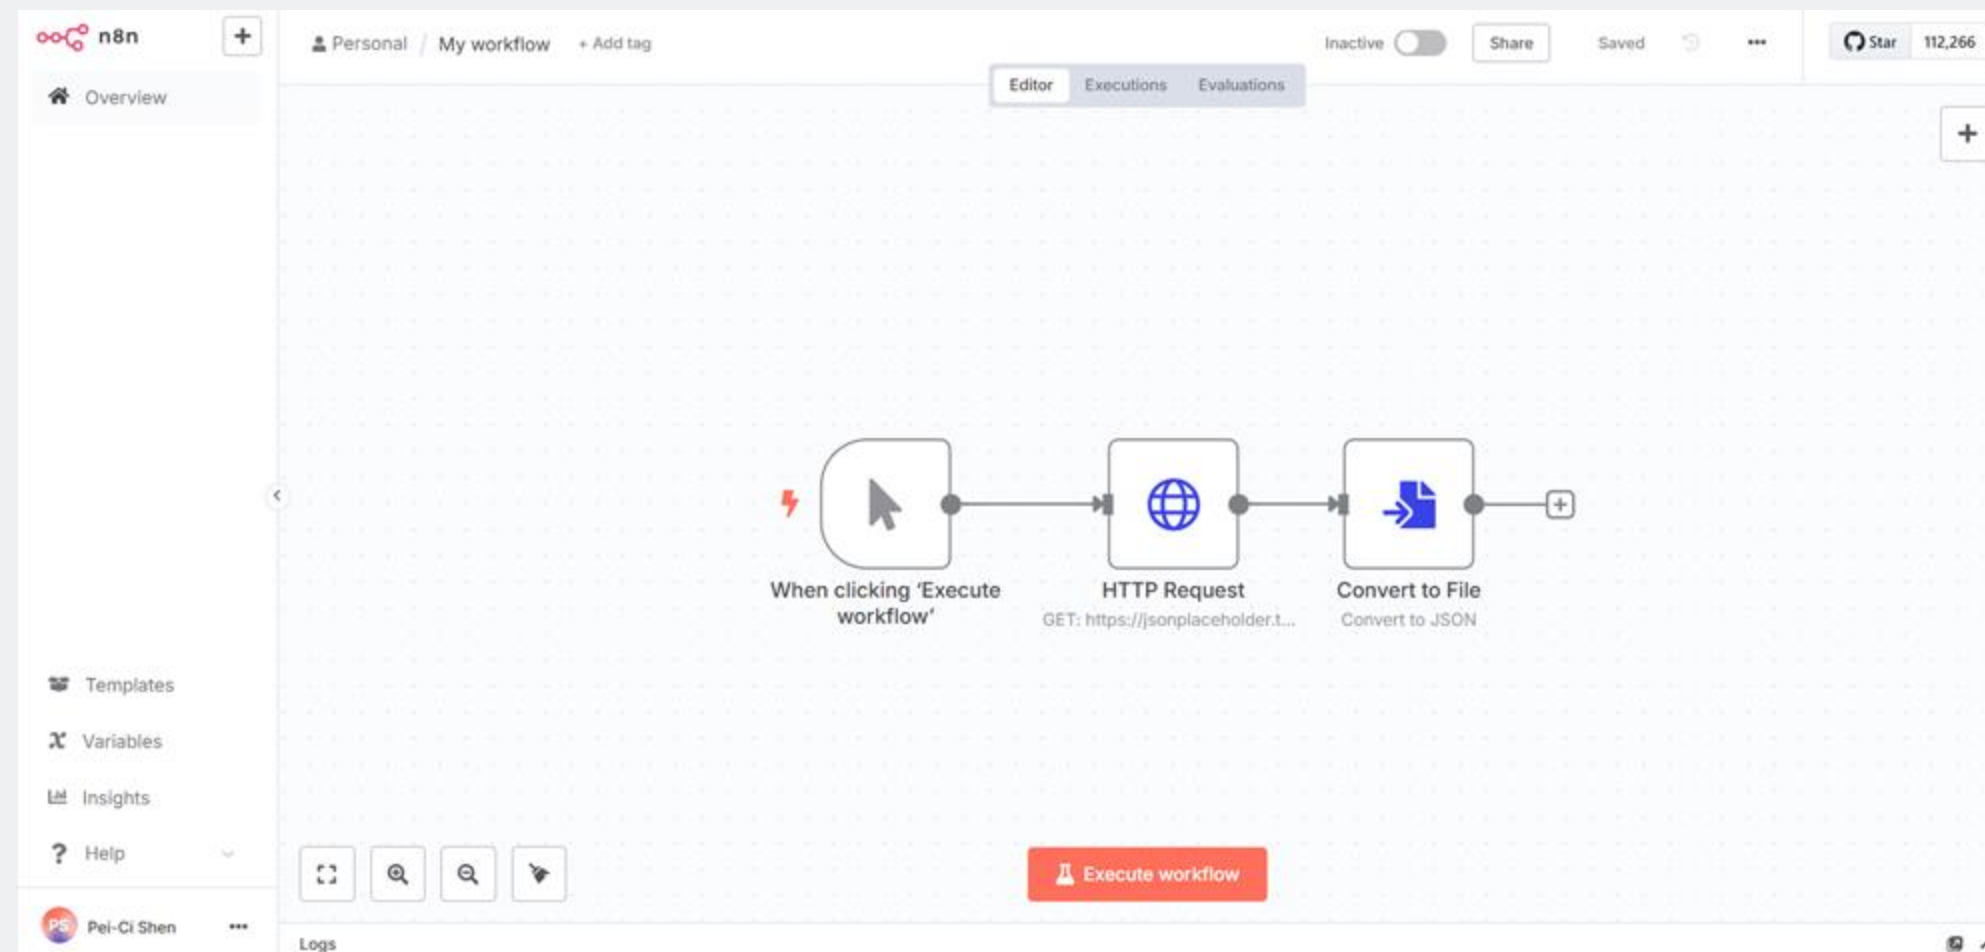 n8n
Personal / My workflow + Add tag
Inactive
Share
Saved
Star 112,266
Editor Executions Evaluations
Overview
When clicking ‘Execute
workflow’
HTTP Request
GET: https://jsonplaceholder.t...
Convert to File
Convert to JSON
Templates
Variables
Insights
? Help
Execute workflow
PS Pei-Ci Shen
Logs